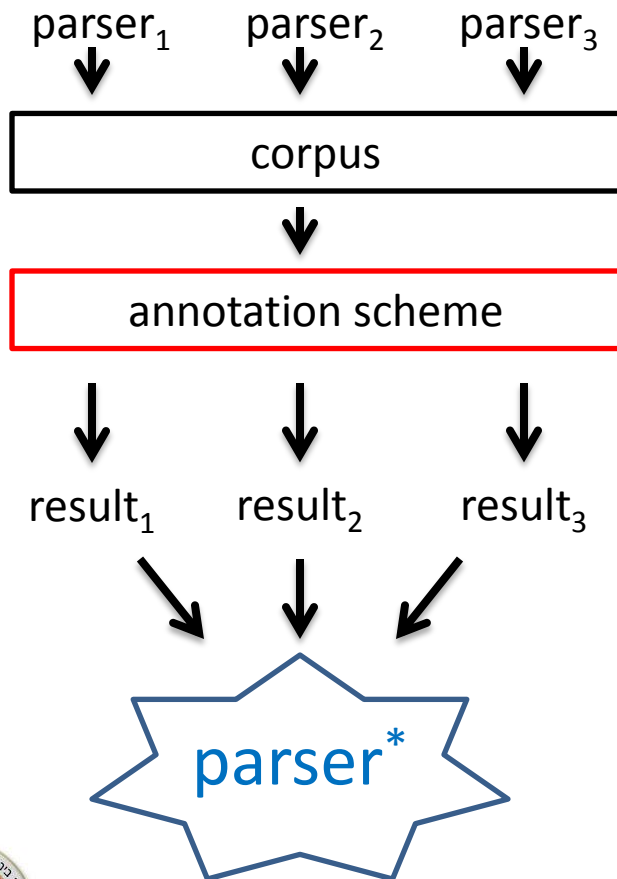 parser₁ parser₂ parser₃
corpus
annotation scheme
result₁ result₂ result₃
parser*